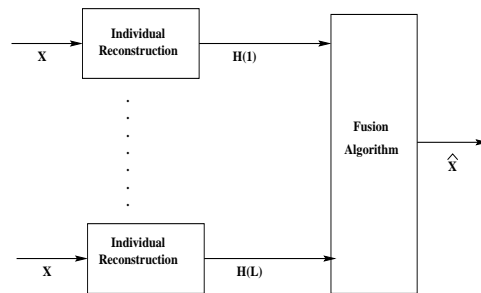 Individual
Reconstruction
X
H(1)
Fusion
Algorithm
^
X
Individual
Reconstruction
X
H(L)